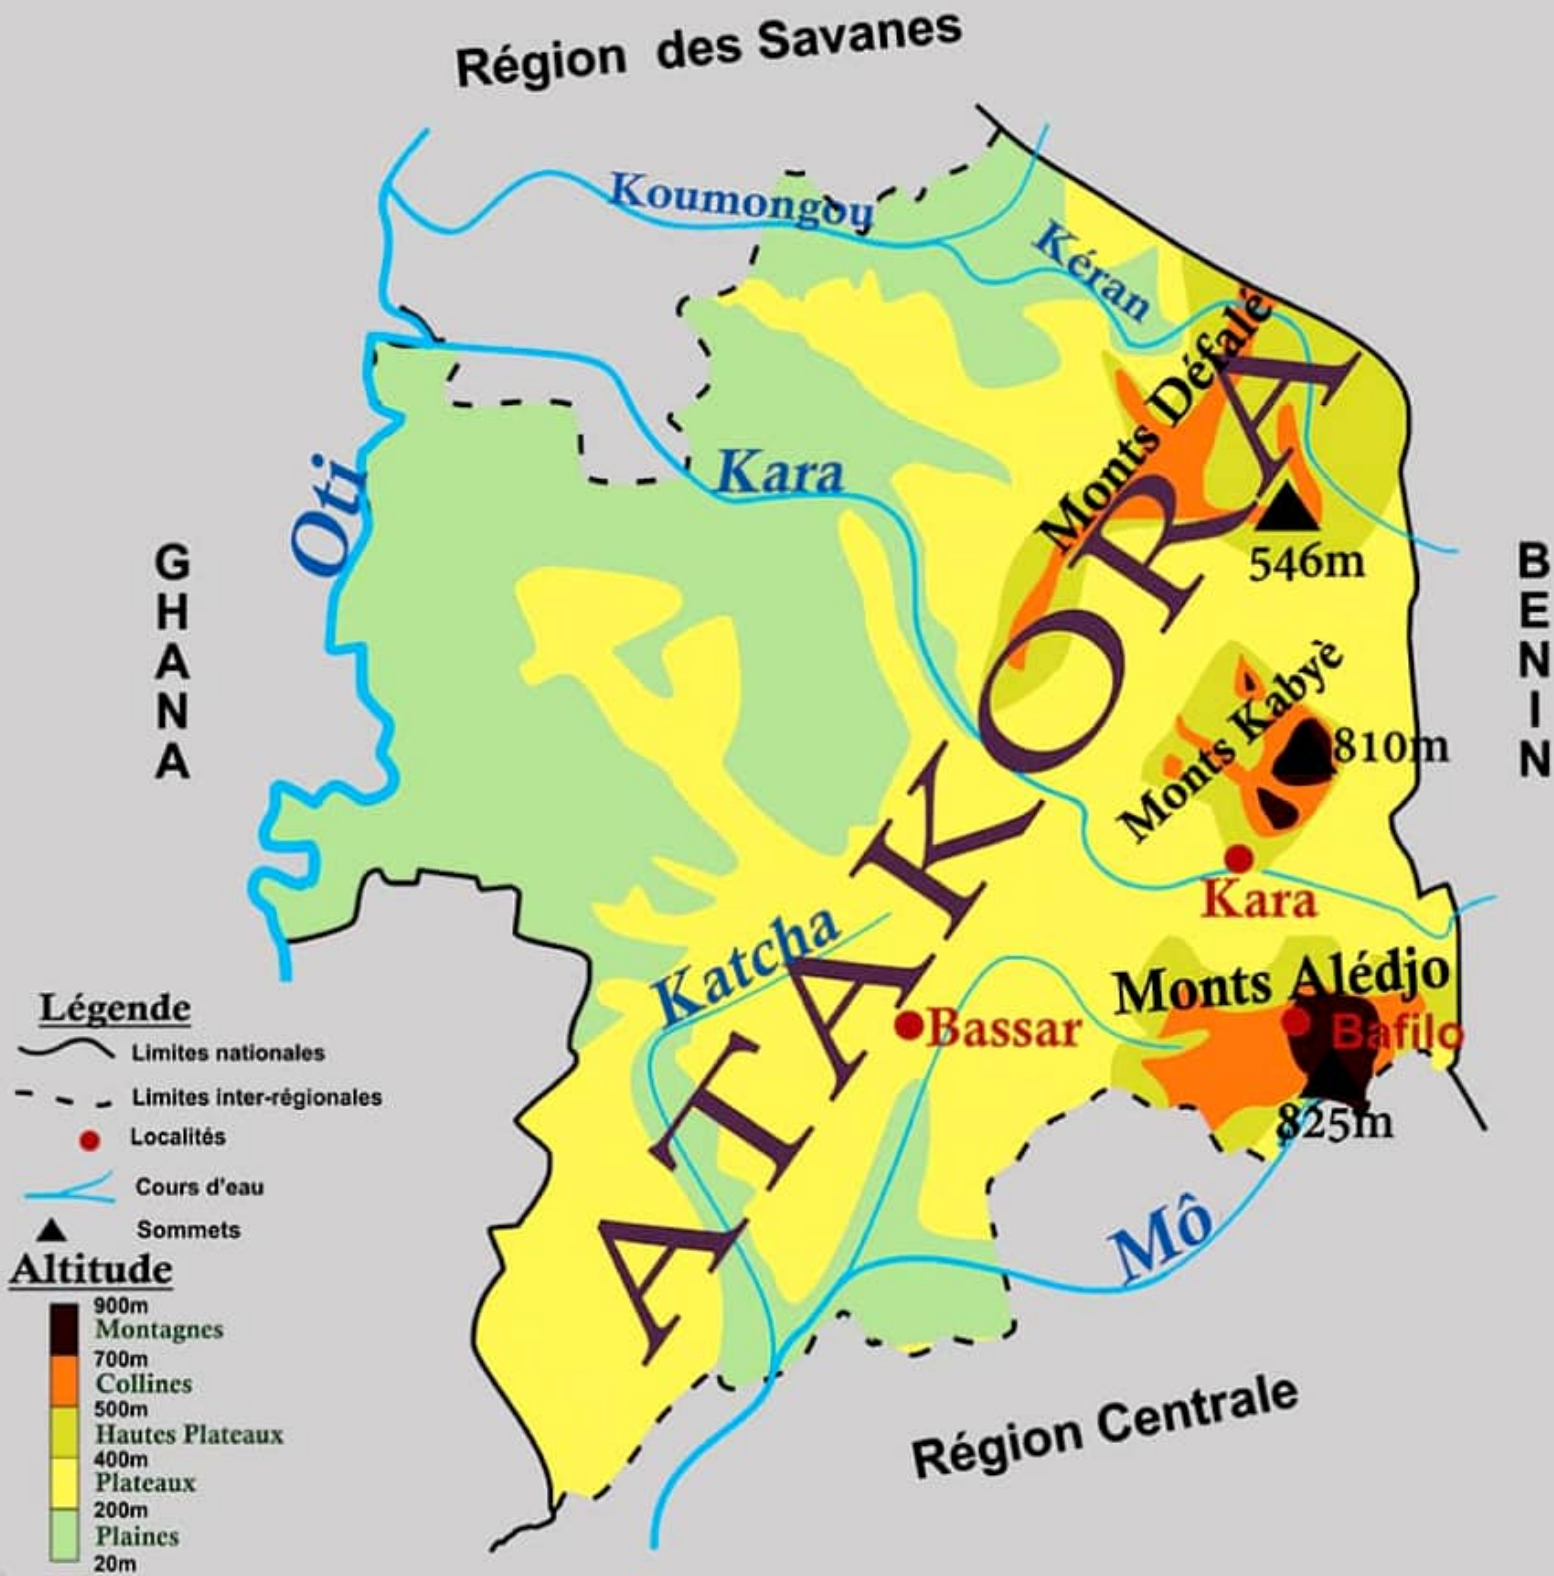 Région des Savanes
Koumongoy
Kéran
Monts Défalè
Oti
Kara
546m
GHANA
BENIN
ATAKORA
Monts Kabyè
810m
Kara
Katcha
Monts Alédjo
Bassar
Bafilo
825m
Mô
Région Centrale
Légende
Limites nationales
Limites inter-régionales
Localités
Cours d'eau
Sommets
Altitude
900m
Montagnes
700m
Collines
500m
Hautes Plateaux
400m
Plateaux
200m
Plaines
20m